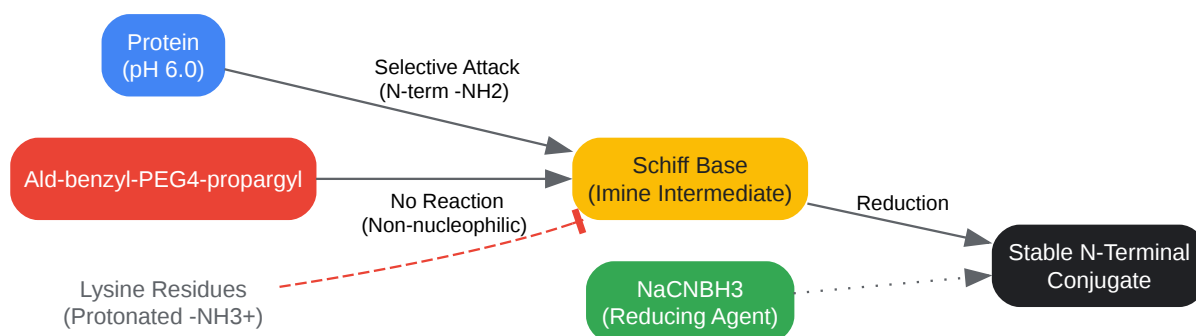 Protein
(pH 6.0)
Selective Attack
(N-term -NH2)
Ald-benzyl-PEG4-propargyl
Schiff Base
(Imine Intermediate)
No Reaction
(Non-nucleophilic)
Reduction
Lysine Residues
(Protonated -NH3+)
NaCNBH3
(Reducing Agent)
Stable N-Terminal
Conjugate